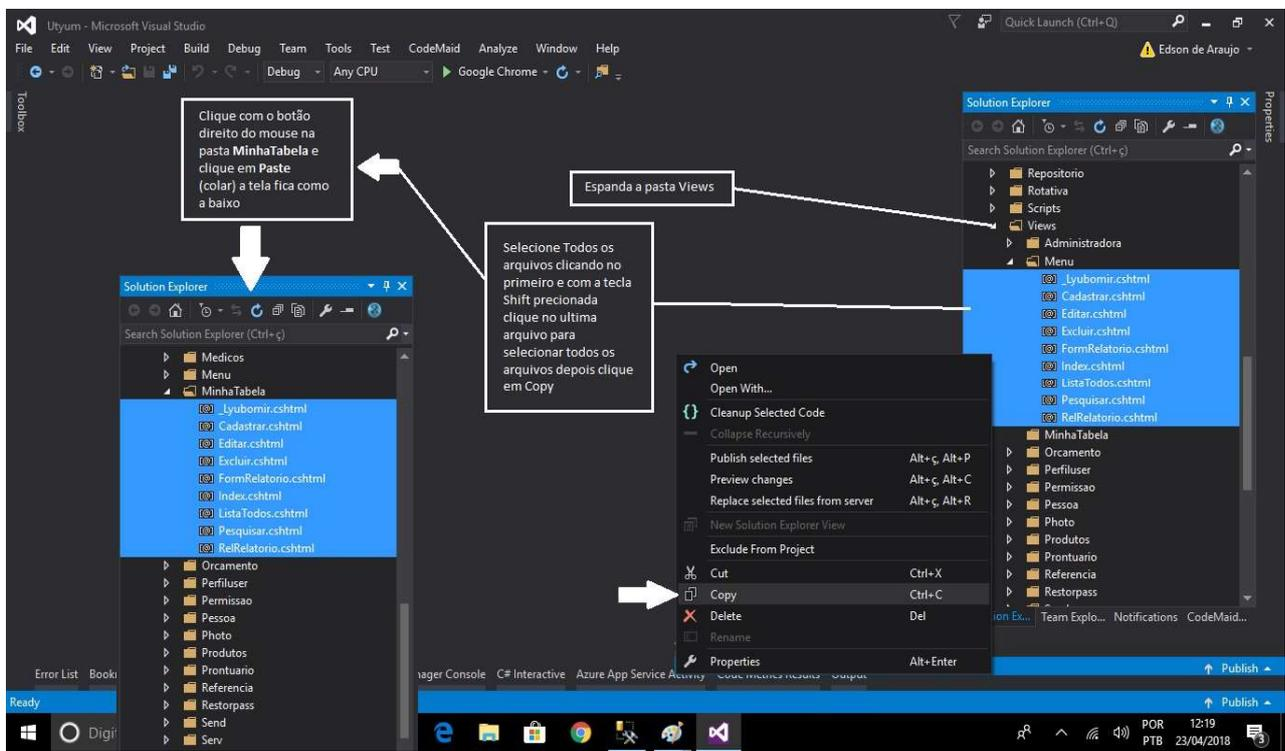 Utyum - Microsoft Visual Studio
Quick Launch (Ctrl+Q)
File Edit View Project Build Debug Team Tools Test CodeMaid Analyze Window Help
Edson de Araujo
Debug Any CPU Google Chrome
Toolbox
Clique com o botão
direito do mouse na
pasta MinhaTabela e
clique em Paste
(colar) a tela fica como
a baixo
Espanda a pasta Views
Selecione Todos os
arquivos clicando no
primeiro e com a tecla
Shift precionada
clique no ultima
arquivo para
selecionar todos os
arquivos depois clique
em Copy
Solution Explorer
Search Solution Explorer (Ctrl+ç)
Medicos
Menu
MinhaTabela
_Lyubomir.cshtml
Cadastrar.cshtml
Editar.cshtml
Excluir.cshtml
FormRelatorio.cshtml
Index.cshtml
ListaTodos.cshtml
Pesquisar.cshtml
RelRelatorio.cshtml
Orcamento
Perfiluser
Permissao
Pessoa
Photo
Produtos
Prontuario
Referencia
Restorpass
Send
Serv
Open
Open With...
Cleanup Selected Code
Collapse Recursively
Publish selected files Alt+ç, Alt+P
Preview changes Alt+ç, Alt+C
Replace selected files from server Alt+ç, Alt+R
New Solution Explorer View
Exclude From Project
Cut Ctrl+X
Copy Ctrl+C
Delete Del
Rename
Properties Alt+Enter
Solution Explorer
Search Solution Explorer (Ctrl+ç)
Repositorio
Rotativa
Scripts
Views
Administradora
Menu
_Lyubomir.cshtml
Cadastrar.cshtml
Editar.cshtml
Excluir.cshtml
FormRelatorio.cshtml
Index.cshtml
ListaTodos.cshtml
Pesquisar.cshtml
RelRelatorio.cshtml
MinhaTabela
Orcamento
Perfiluser
Permissao
Pessoa
Photo
Produtos
Prontuario
Referencia
Restorpass
ion Ex... Team Explo... Notifications CodeMaid...
Properties
Error List Book nager Console C# Interactive Azure App Service Activity Code Metrics Results Output
Publish
Ready
Publish
Digi
POR 12:19
PTB 23/04/2018
3